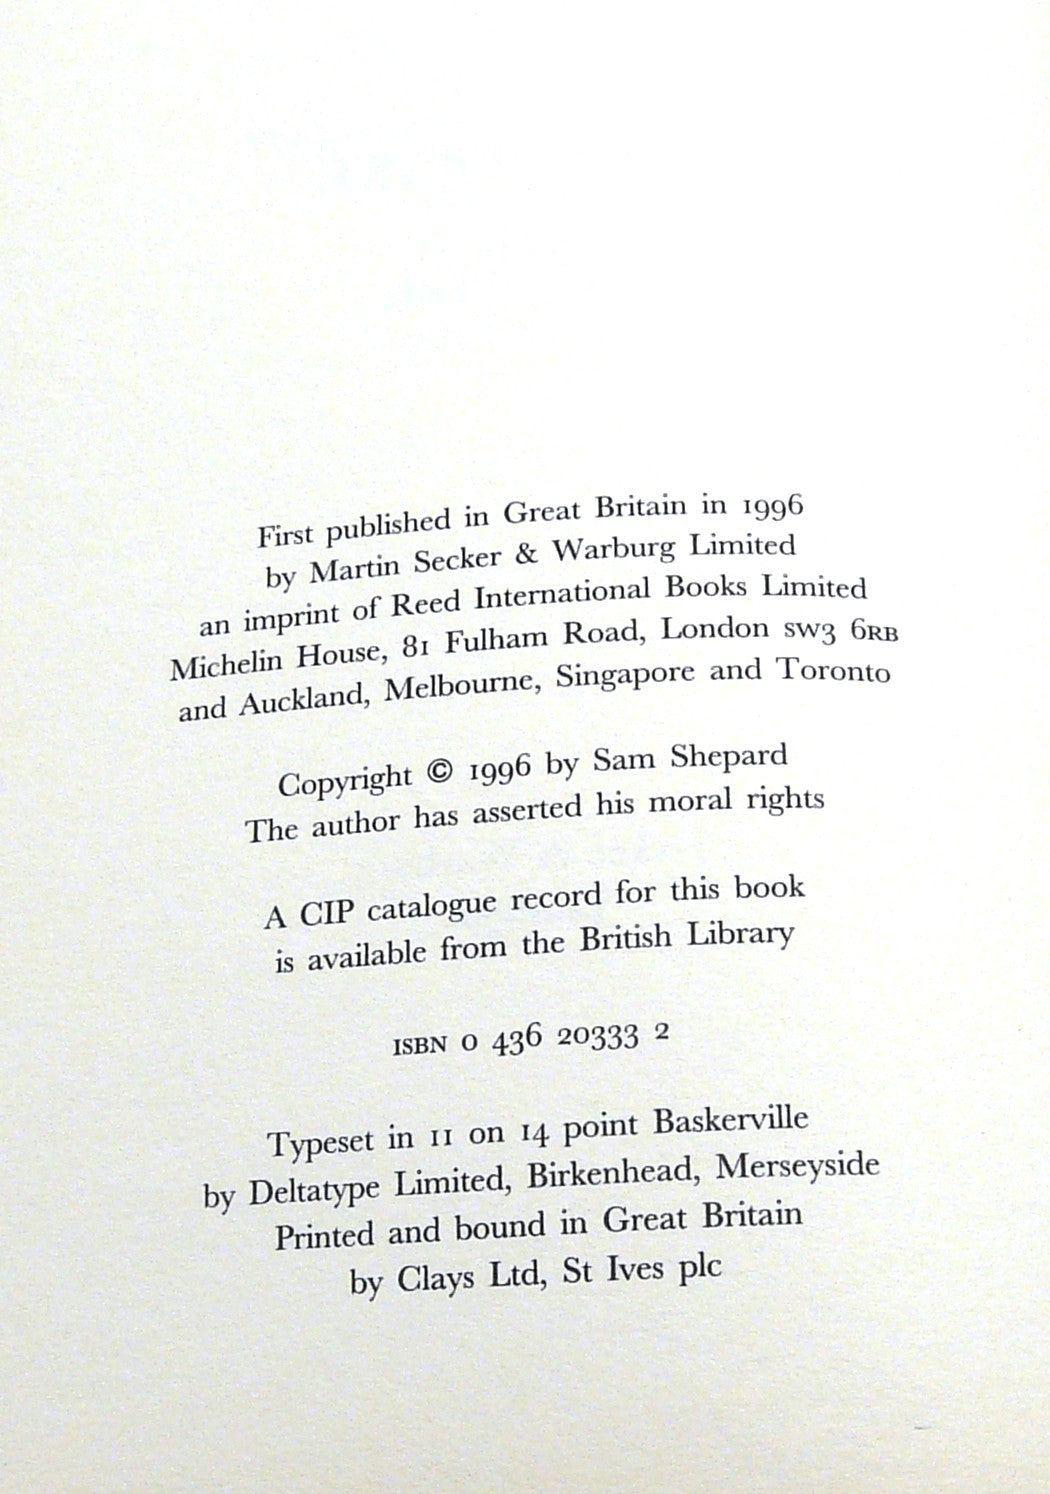 First published in Great Britain in 1996
by Martin Secker & Warburg Limited
an imprint of Reed International Books Limited
Michelin House, 81 Fulham Road, London SW3 6RB
and Auckland, Melbourne, Singapore and Toronto
Copyright © 1996 by Sam Shepard
The author has asserted his moral rights
A CIP catalogue record for this book
is available from the British Library
ISBN 0 436 20333 2
Typeset in 11 on 14 point Baskerville
by Deltatype Limited, Birkenhead, Merseyside
Printed and bound in Great Britain
by Clays Ltd, St Ives plc